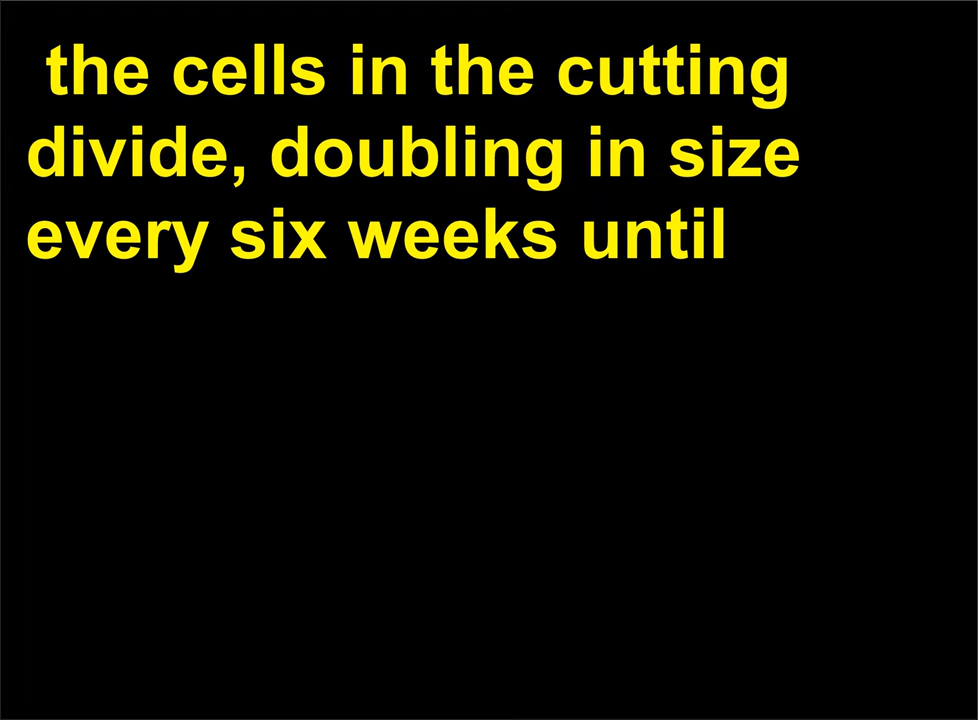 the cells in the cutting
divide, doubling in size
every six weeks until